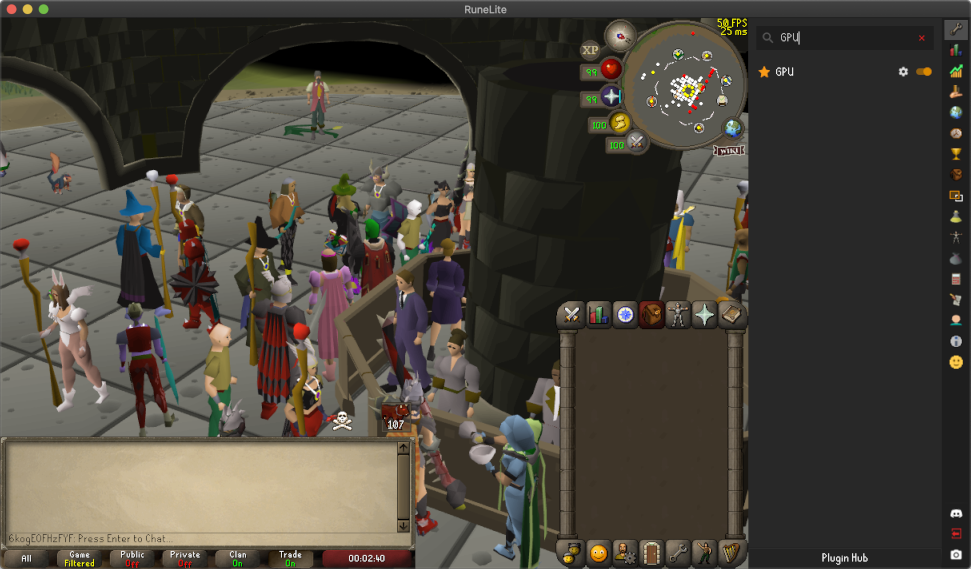 RuneLite
50 FPS
25 ms
XP
99
99
100
100
WIKI
GPU
GPU
107
6kogEOFHzFYF: Press Enter to Chat...
All
Game
Filtered
Public
Off
Private
Off
Clan
On
Trade
On
00:02:40
Plugin Hub